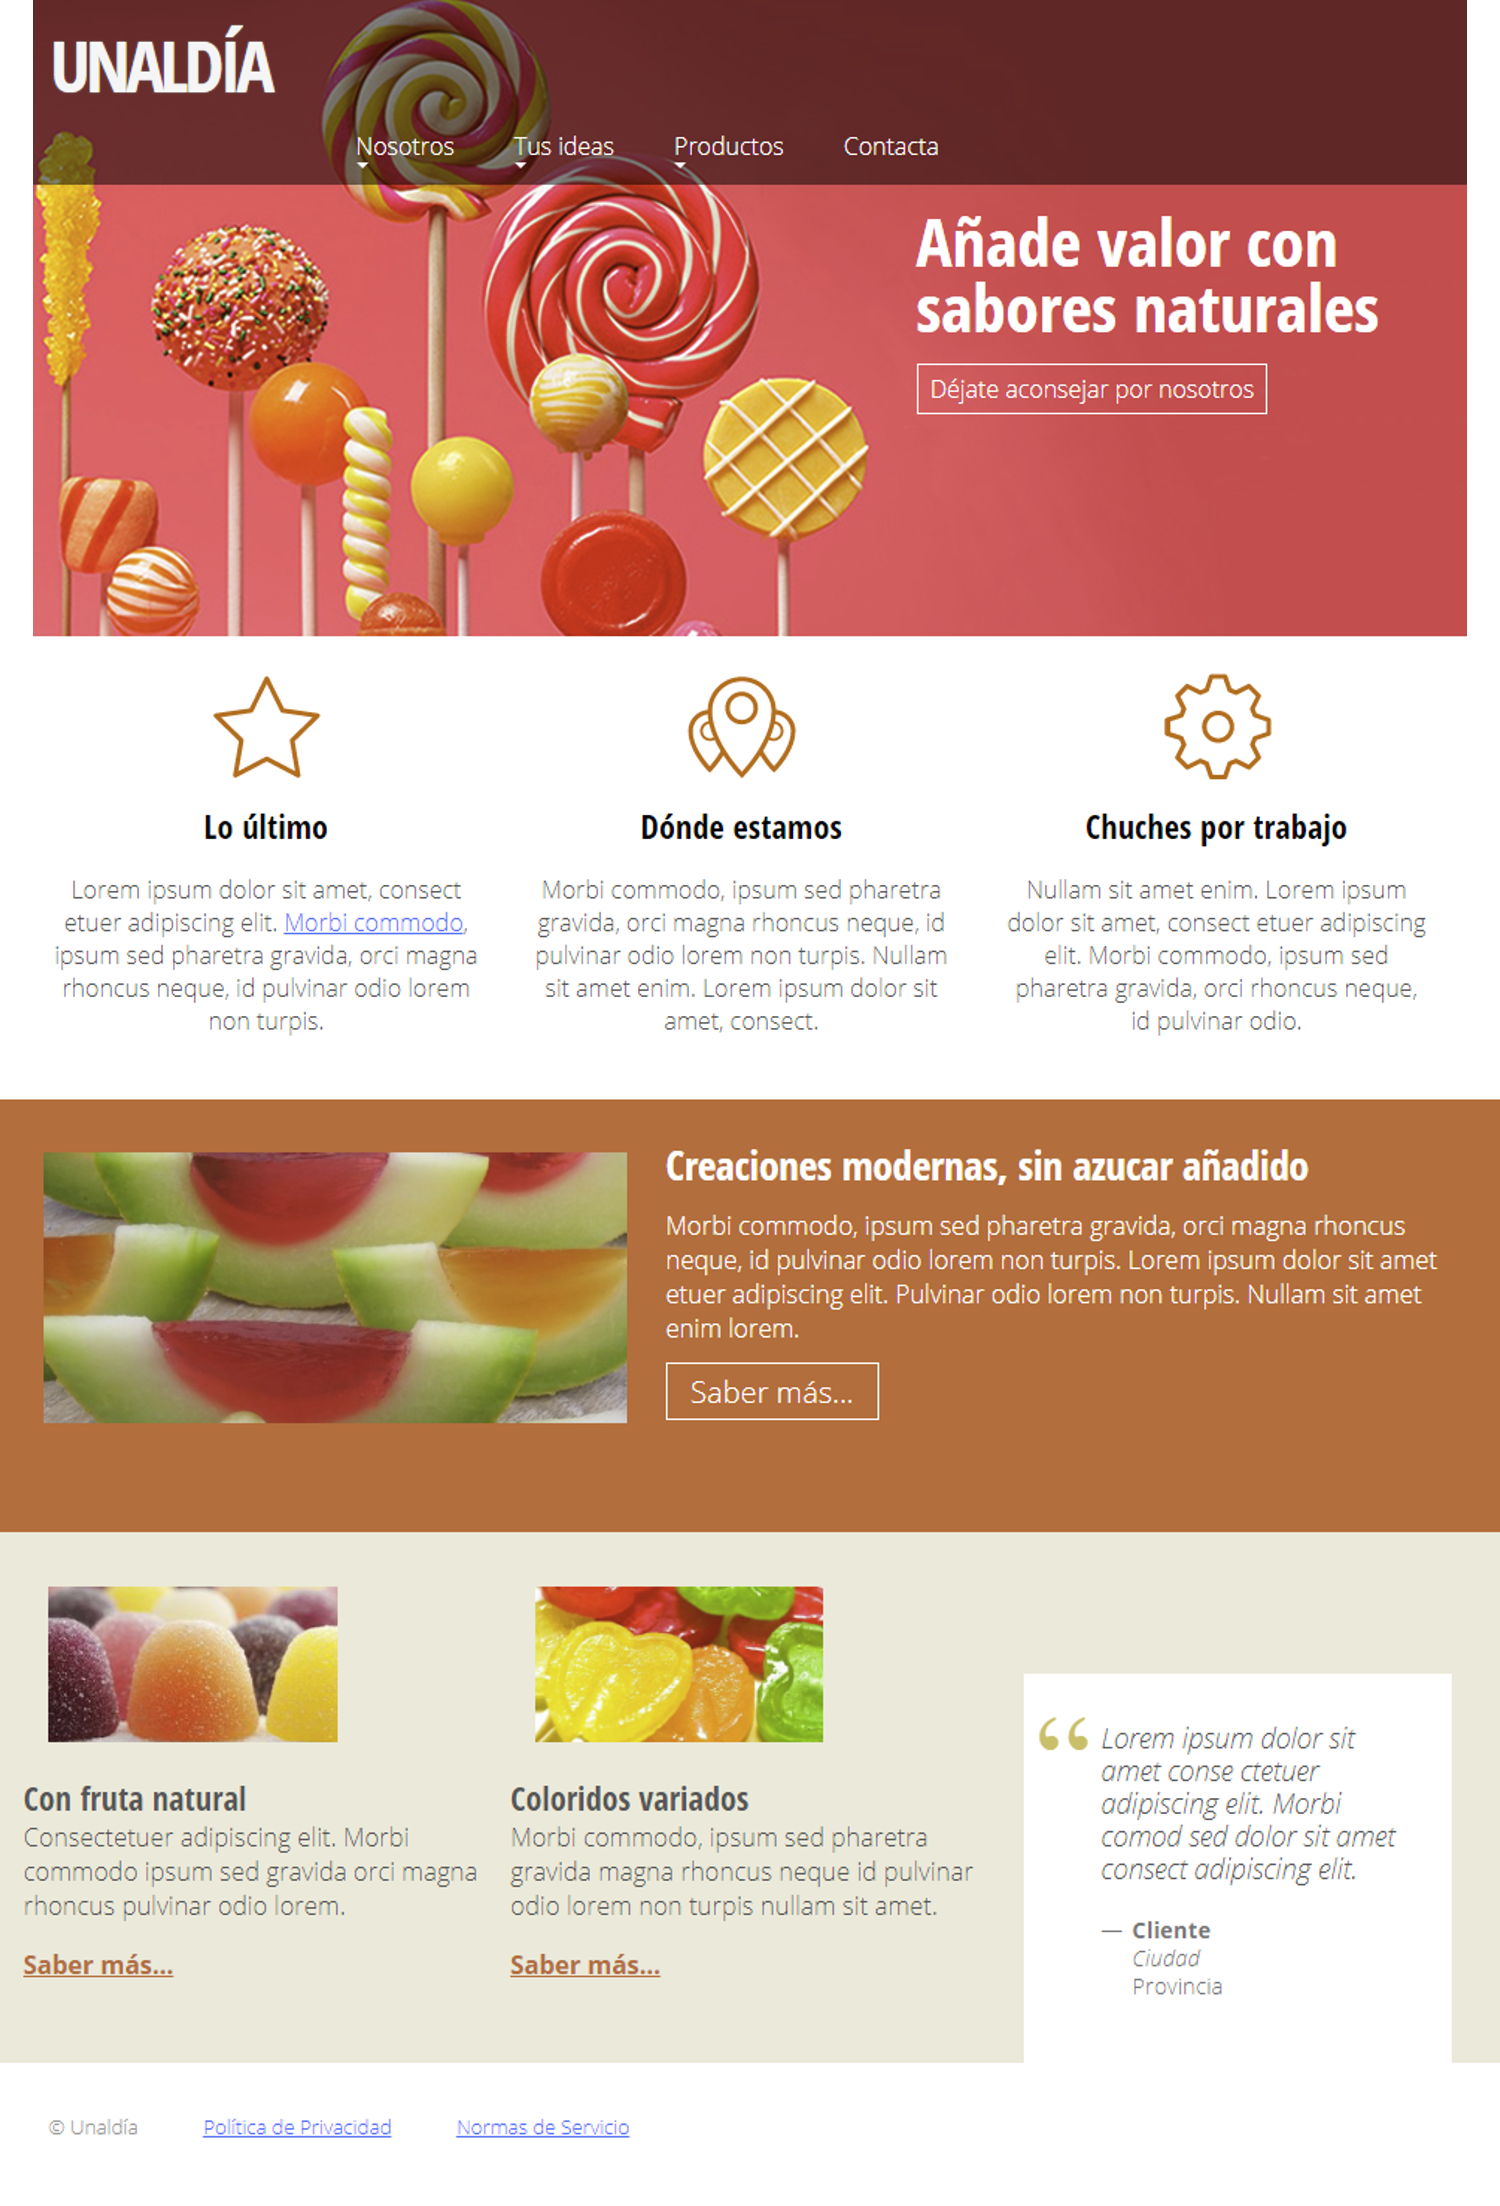 UNALDÍA
Nosotros
Tus ideas
Productos
Contacta
Añade valor con
sabores naturales
Déjate aconsejar por nosotros
Lo último
Lorem ipsum dolor sit amet, consect
etuer adipiscing elit. Morbi commodo,
ipsum sed pharetra gravida, orci magna
rhoncus neque, id pulvinar odio lorem
non turpis.
Dónde estamos
Morbi commodo, ipsum sed pharetra
gravida, orci magna rhoncus neque, id
pulvinar odio lorem non turpis. Nullam
sit amet enim. Lorem ipsum dolor sit
amet, consect.
Chuches por trabajo
Nullam sit amet enim. Lorem ipsum
dolor sit amet, consect etuer adipiscing
elit. Morbi commodo, ipsum sed
pharetra gravida, orci rhoncus neque,
id pulvinar odio.
Creaciones modernas, sin azucar añadido
Morbi commodo, ipsum sed pharetra gravida, orci magna rhoncus
neque, id pulvinar odio lorem non turpis. Lorem ipsum dolor sit amet
etuer adipiscing elit. Pulvinar odio lorem non turpis. Nullam sit amet
enim lorem.
Saber más...
Con fruta natural
Consectetuer adipiscing elit. Morbi
commodo ipsum sed gravida orci magna
rhoncus pulvinar odio lorem.
Saber más...
Coloridos variados
Morbi commodo, ipsum sed pharetra
gravida magna rhoncus neque id pulvinar
odio lorem non turpis nullam sit amet.
Saber más...
“ Lorem ipsum dolor sit
amet conse ctetuer
adipiscing elit. Morbi
comod sed dolor sit amet
consect adipiscing elit.
— Cliente
Ciudad
Provincia
© Unaldía
Política de Privacidad
Normas de Servicio